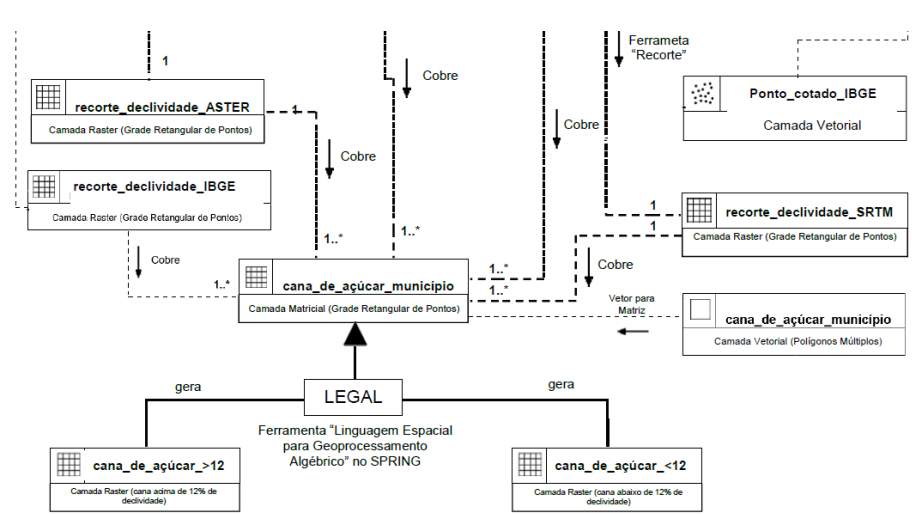 Ferrameta
"Recorte"
1
Cobre
recorte_declividade_ASTER
Camada Raster (Grade Retangular de Pontos)
1
Ponto_cotado_IBGE
Camada Vetorial
Cobre
Cobre
recorte_declividade_IBGE
Camada Raster (Grade Retangular de Pontos)
1
recorte_declividade_SRTM
1
Camada Raster (Grade Retangular de Pontos)
1..*
1..*
Cobre
1..*
cana_de_açúcar_município
Camada Matricial (Grade Retangular de Pontos)
1..*
1..*
Cobre
Vetor para
Matriz
cana_de_açúcar_município
Camada Vetorial (Polígonos Múltiplos)
gera
LEGAL
gera
Ferramenta "Linguagem Espacial
para Geoprocessamento
Algébrico" no SPRING
cana_de_açúcar_>12
Camada Raster (cana acima de 12% de
declividade)
cana_de_açúcar_<12
Camada Raster (cana abaixo de 12% de
declividade)